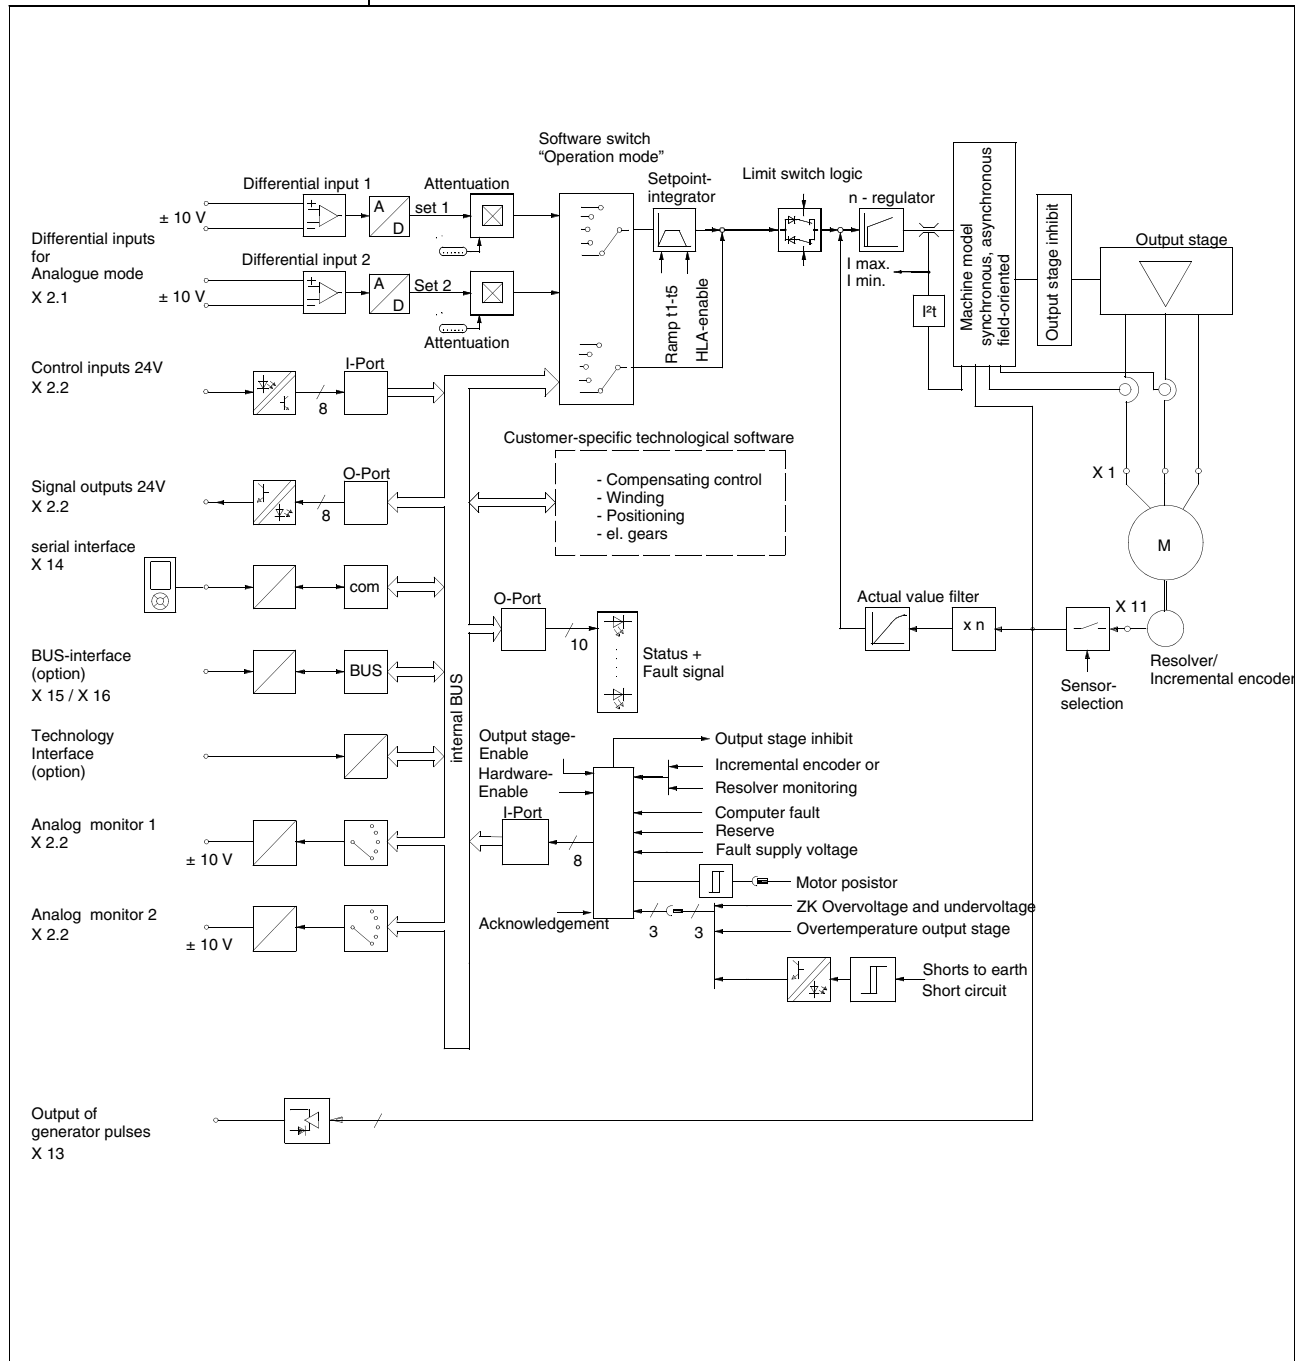 Software switch
“Operation mode”
Differential input 1
Attentuation
Setpoint-
integrator
Limit switch logic
n - regulator
Machine model
synchronous, asynchronous
field-oriented
Output stage inhibit
Output stage
± 10 V
A
D
set 1
Differential inputs
for
Analogue mode
X 2.1
Differential input 2
± 10 V
A
D
Set 2
Attentuation
Ramp t1-t5
HLA-enable
I max.
I min.
I²t
Control inputs 24V
X 2.2
I-Port
8
Customer-specific technological software
- Compensating control
- Winding
- Positioning
- el. gears
X 1
M
Signal outputs 24V
X 2.2
O-Port
8
serial interface
X 14
com
O-Port
10
Status +
Fault signal
Actual value filter
x n
X 11
Sensor-
selection
Resolver/
Incremental encoder
BUS-interface
(option)
X 15 / X 16
BUS
internal BUS
Technology
Interface
(option)
Output stage-
Enable
Hardware-
Enable
I-Port
8
Acknowledgement
Output stage inhibit
Incremental encoder or
Resolver monitoring
Computer fault
Reserve
Fault supply voltage
Motor posistor
ZK Overvoltage and undervoltage
3
3
Overtemperature output stage
Shorts to earth
Short circuit
Analog monitor 1
X 2.2
± 10 V
Analog monitor 2
X 2.2
± 10 V
Output of
generator pulses
X 13